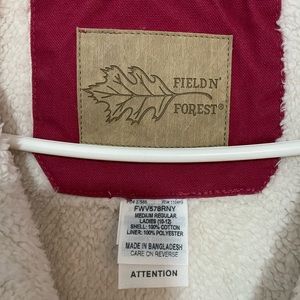 FIELD N'
FOREST®
FWV578RNY
MEDIUM REGULAR
LADIES (10-12)
SHELL: 100% COTTON
LINER: 100% POLYESTER
MADE IN BANGLADESH
CARE ON REVERSE
ATTENTION